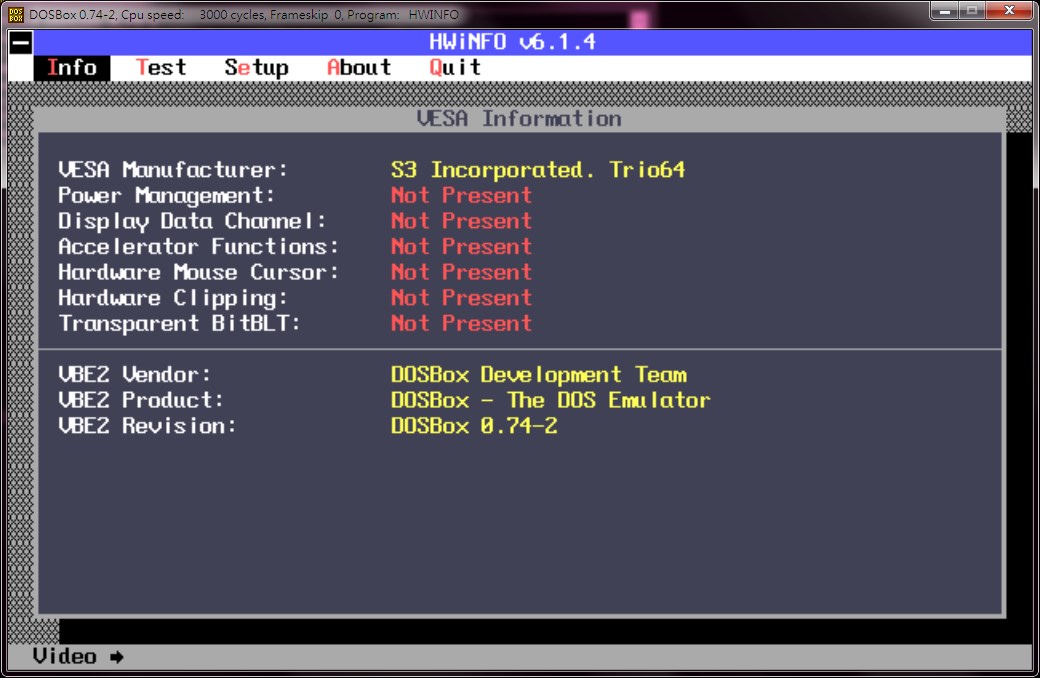 DOS BOX DOSBox 0.74-2, Cpu speed: 3000 cycles, Frameskip 0, Program: HWINFO
HWiNFO v6.1.4
Info Test Setup About Quit
VESA Information
VESA Manufacturer: S3 Incorporated. Trio64
Power Management: Not Present
Display Data Channel: Not Present
Accelerator Functions: Not Present
Hardware Mouse Cursor: Not Present
Hardware Clipping: Not Present
Transparent BitBLT: Not Present
VBE2 Vendor: DOSBox Development Team
VBE2 Product: DOSBox - The DOS Emulator
VBE2 Revision: DOSBox 0.74-2
Video →